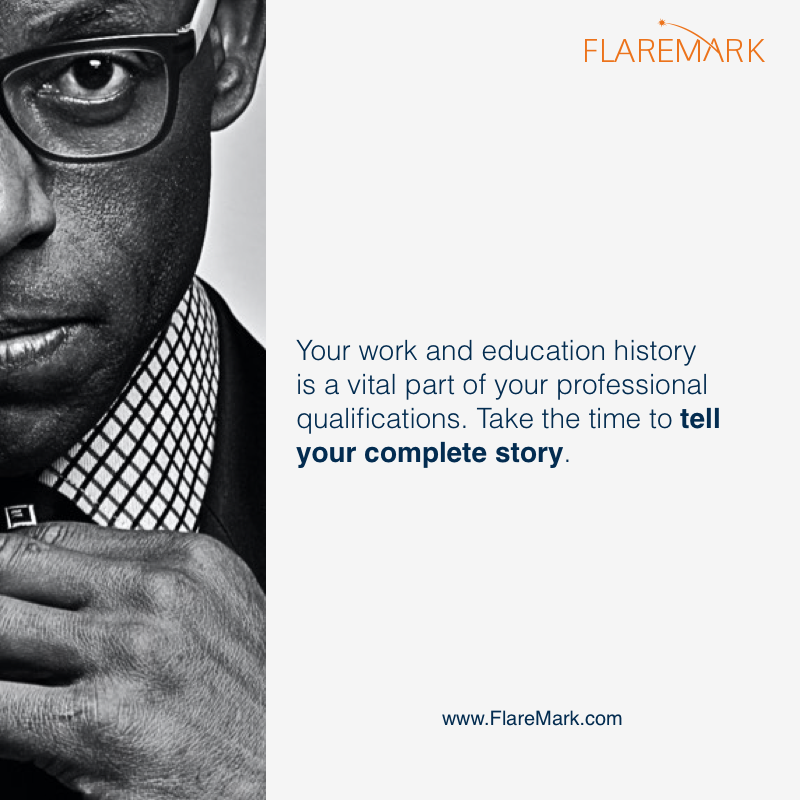 FLAREMARK
Your work and education history
is a vital part of your professional
qualifications. Take the time to tell
your complete story.
www.FlareMark.com